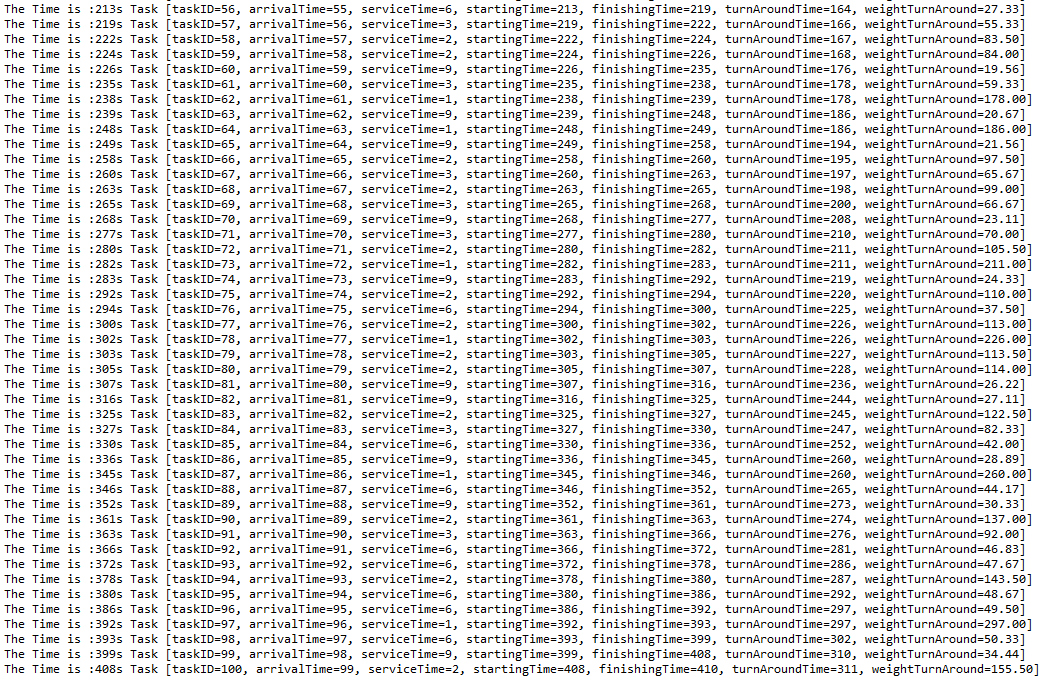 The Time is :213s Task [taskID=56, arrivalTime=55, serviceTime=6, startingTime=213, finishingTime=219, turnAroundTime=164, weightTurnAround=27.33]
The Time is :219s Task [taskID=57, arrivalTime=56, serviceTime=3, startingTime=219, finishingTime=222, turnAroundTime=166, weightTurnAround=55.33]
The Time is :222s Task [taskID=58, arrivalTime=57, serviceTime=2, startingTime=222, finishingTime=224, turnAroundTime=167, weightTurnAround=83.50]
The Time is :224s Task [taskID=59, arrivalTime=58, serviceTime=2, startingTime=224, finishingTime=226, turnAroundTime=168, weightTurnAround=84.00]
The Time is :226s Task [taskID=60, arrivalTime=59, serviceTime=9, startingTime=226, finishingTime=235, turnAroundTime=176, weightTurnAround=19.56]
The Time is :235s Task [taskID=61, arrivalTime=60, serviceTime=3, startingTime=235, finishingTime=238, turnAroundTime=178, weightTurnAround=59.33]
The Time is :238s Task [taskID=62, arrivalTime=61, serviceTime=1, startingTime=238, finishingTime=239, turnAroundTime=178, weightTurnAround=178.00]
The Time is :239s Task [taskID=63, arrivalTime=62, serviceTime=9, startingTime=239, finishingTime=248, turnAroundTime=186, weightTurnAround=20.67]
The Time is :248s Task [taskID=64, arrivalTime=63, serviceTime=1, startingTime=248, finishingTime=249, turnAroundTime=186, weightTurnAround=186.00]
The Time is :249s Task [taskID=65, arrivalTime=64, serviceTime=9, startingTime=249, finishingTime=258, turnAroundTime=194, weightTurnAround=21.56]
The Time is :258s Task [taskID=66, arrivalTime=65, serviceTime=2, startingTime=258, finishingTime=260, turnAroundTime=195, weightTurnAround=97.50]
The Time is :260s Task [taskID=67, arrivalTime=66, serviceTime=3, startingTime=260, finishingTime=263, turnAroundTime=197, weightTurnAround=65.67]
The Time is :263s Task [taskID=68, arrivalTime=67, serviceTime=2, startingTime=263, finishingTime=265, turnAroundTime=198, weightTurnAround=99.00]
The Time is :265s Task [taskID=69, arrivalTime=68, serviceTime=3, startingTime=265, finishingTime=268, turnAroundTime=200, weightTurnAround=66.67]
The Time is :268s Task [taskID=70, arrivalTime=69, serviceTime=9, startingTime=268, finishingTime=277, turnAroundTime=208, weightTurnAround=23.11]
The Time is :277s Task [taskID=71, arrivalTime=70, serviceTime=3, startingTime=277, finishingTime=280, turnAroundTime=210, weightTurnAround=70.00]
The Time is :280s Task [taskID=72, arrivalTime=71, serviceTime=2, startingTime=280, finishingTime=282, turnAroundTime=211, weightTurnAround=105.50]
The Time is :282s Task [taskID=73, arrivalTime=72, serviceTime=1, startingTime=282, finishingTime=283, turnAroundTime=211, weightTurnAround=211.00]
The Time is :283s Task [taskID=74, arrivalTime=73, serviceTime=9, startingTime=283, finishingTime=292, turnAroundTime=219, weightTurnAround=24.33]
The Time is :292s Task [taskID=75, arrivalTime=74, serviceTime=2, startingTime=292, finishingTime=294, turnAroundTime=220, weightTurnAround=110.00]
The Time is :294s Task [taskID=76, arrivalTime=75, serviceTime=6, startingTime=294, finishingTime=300, turnAroundTime=225, weightTurnAround=37.50]
The Time is :300s Task [taskID=77, arrivalTime=76, serviceTime=2, startingTime=300, finishingTime=302, turnAroundTime=226, weightTurnAround=113.00]
The Time is :302s Task [taskID=78, arrivalTime=77, serviceTime=1, startingTime=302, finishingTime=303, turnAroundTime=226, weightTurnAround=226.00]
The Time is :303s Task [taskID=79, arrivalTime=78, serviceTime=2, startingTime=303, finishingTime=305, turnAroundTime=227, weightTurnAround=113.50]
The Time is :305s Task [taskID=80, arrivalTime=79, serviceTime=2, startingTime=305, finishingTime=307, turnAroundTime=228, weightTurnAround=114.00]
The Time is :307s Task [taskID=81, arrivalTime=80, serviceTime=9, startingTime=307, finishingTime=316, turnAroundTime=236, weightTurnAround=26.22]
The Time is :316s Task [taskID=82, arrivalTime=81, serviceTime=9, startingTime=316, finishingTime=325, turnAroundTime=244, weightTurnAround=27.11]
The Time is :325s Task [taskID=83, arrivalTime=82, serviceTime=2, startingTime=325, finishingTime=327, turnAroundTime=245, weightTurnAround=122.50]
The Time is :327s Task [taskID=84, arrivalTime=83, serviceTime=3, startingTime=327, finishingTime=330, turnAroundTime=247, weightTurnAround=82.33]
The Time is :330s Task [taskID=85, arrivalTime=84, serviceTime=6, startingTime=330, finishingTime=336, turnAroundTime=252, weightTurnAround=42.00]
The Time is :336s Task [taskID=86, arrivalTime=85, serviceTime=9, startingTime=336, finishingTime=345, turnAroundTime=260, weightTurnAround=28.89]
The Time is :345s Task [taskID=87, arrivalTime=86, serviceTime=1, startingTime=345, finishingTime=346, turnAroundTime=260, weightTurnAround=260.00]
The Time is :346s Task [taskID=88, arrivalTime=87, serviceTime=6, startingTime=346, finishingTime=352, turnAroundTime=265, weightTurnAround=44.17]
The Time is :352s Task [taskID=89, arrivalTime=88, serviceTime=9, startingTime=352, finishingTime=361, turnAroundTime=273, weightTurnAround=30.33]
The Time is :361s Task [taskID=90, arrivalTime=89, serviceTime=2, startingTime=361, finishingTime=363, turnAroundTime=274, weightTurnAround=137.00]
The Time is :363s Task [taskID=91, arrivalTime=90, serviceTime=3, startingTime=363, finishingTime=366, turnAroundTime=276, weightTurnAround=92.00]
The Time is :366s Task [taskID=92, arrivalTime=91, serviceTime=6, startingTime=366, finishingTime=372, turnAroundTime=281, weightTurnAround=46.83]
The Time is :372s Task [taskID=93, arrivalTime=92, serviceTime=6, startingTime=372, finishingTime=378, turnAroundTime=286, weightTurnAround=47.67]
The Time is :378s Task [taskID=94, arrivalTime=93, serviceTime=2, startingTime=378, finishingTime=380, turnAroundTime=287, weightTurnAround=143.50]
The Time is :380s Task [taskID=95, arrivalTime=94, serviceTime=6, startingTime=380, finishingTime=386, turnAroundTime=292, weightTurnAround=48.67]
The Time is :386s Task [taskID=96, arrivalTime=95, serviceTime=6, startingTime=386, finishingTime=392, turnAroundTime=297, weightTurnAround=49.50]
The Time is :392s Task [taskID=97, arrivalTime=96, serviceTime=1, startingTime=392, finishingTime=393, turnAroundTime=297, weightTurnAround=297.00]
The Time is :393s Task [taskID=98, arrivalTime=97, serviceTime=6, startingTime=393, finishingTime=399, turnAroundTime=302, weightTurnAround=50.33]
The Time is :399s Task [taskID=99, arrivalTime=98, serviceTime=9, startingTime=399, finishingTime=408, turnAroundTime=310, weightTurnAround=34.44]
The Time is :408s Task [taskID=100, arrivalTime=99, serviceTime=2, startingTime=408, finishingTime=410, turnAroundTime=311, weightTurnAround=155.50]